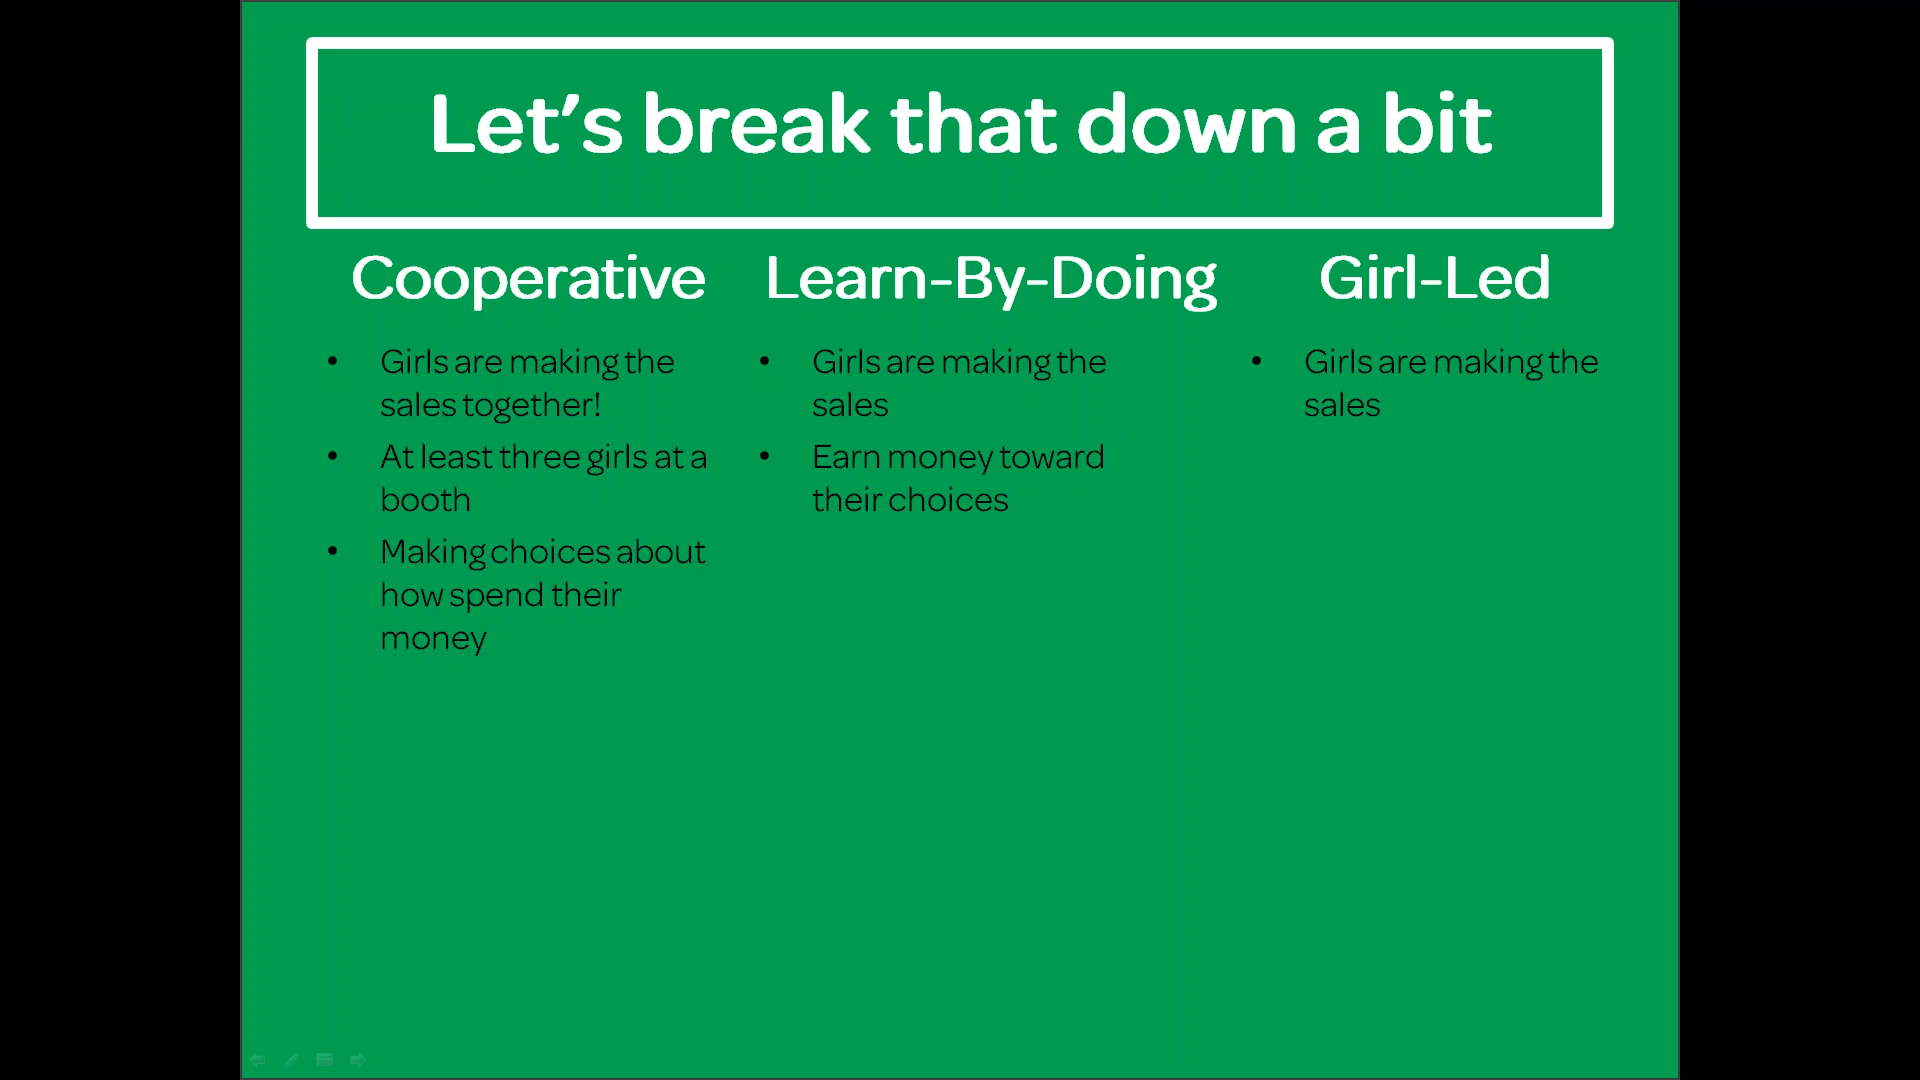 Let’s break that down a bit
Cooperative
• Girls are making the
sales together!
• At least three girls at a
booth
• Making choices about
how spend their
money
Learn-By-Doing
• Girls are making the
sales
• Earn money toward
their choices
Girl-Led
• Girls are making the
sales